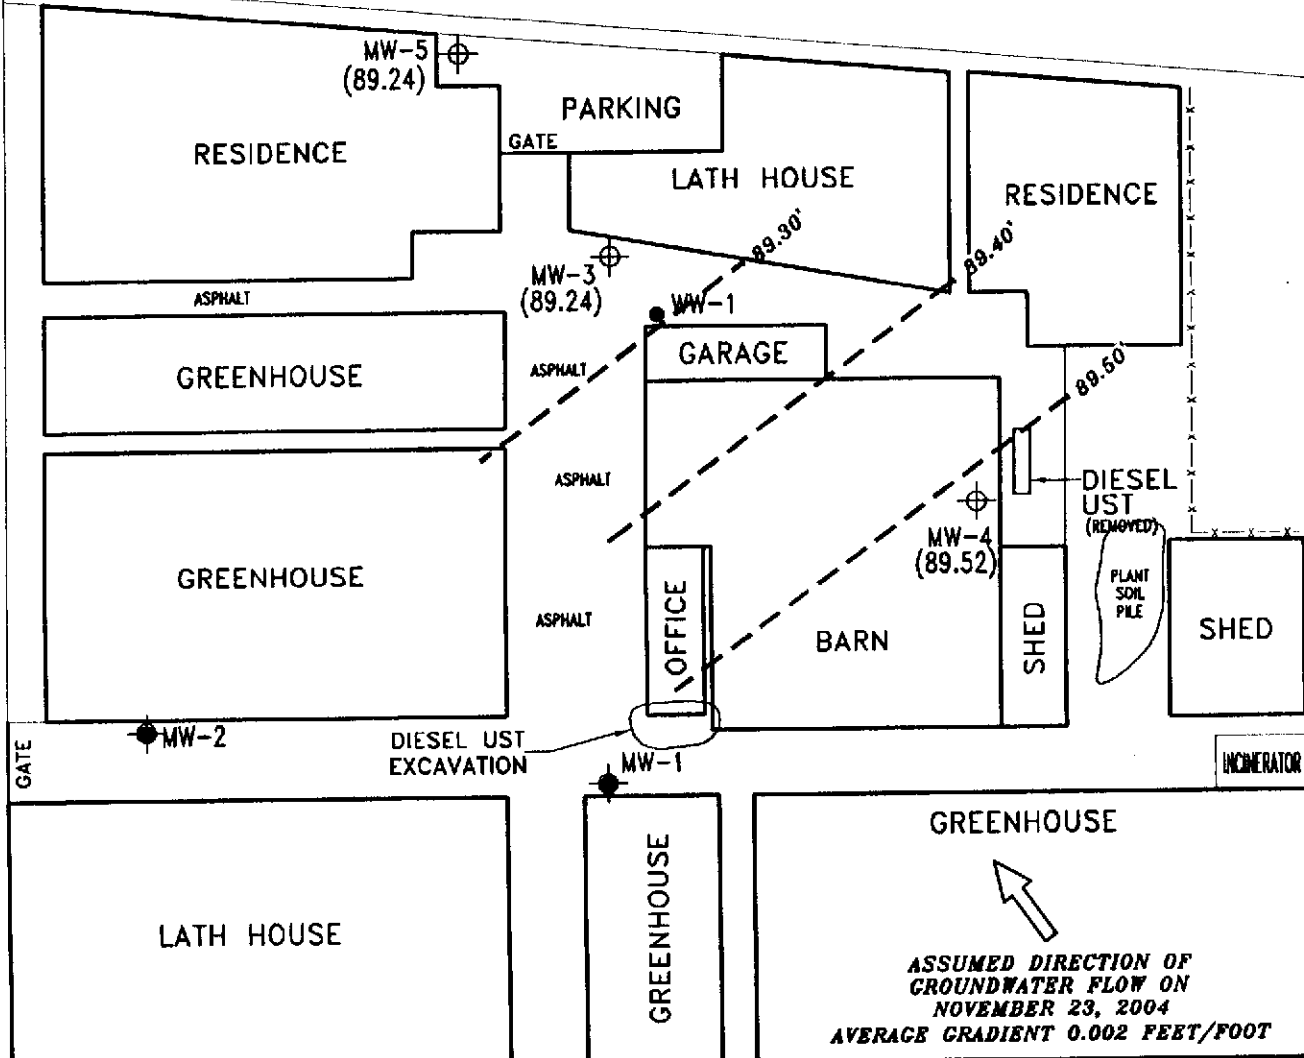 MW-5
(89.24)
PARKING
GATE
RESIDENCE
LATH HOUSE
RESIDENCE
89.30'
89.40'
MW-3
(89.24)
ASPHALT
WW-1
GARAGE
GREENHOUSE
ASPHALT
89.50'
ASPHALT
DIESEL
UST
(REMOVED)
MW-4
(89.52)
GREENHOUSE
PLANT
SOIL
PILE
ASPHALT
OFFICE
BARN
SHED
SHED
MW-2
DIESEL UST
EXCAVATION
MW-1
GATE
INCINERATOR
GREENHOUSE
LATH HOUSE
GREENHOUSE
ASSUMED DIRECTION OF
GROUNDWATER FLOW ON
NOVEMBER 23, 2004
AVERAGE GRADIENT 0.002 FEET/FOOT